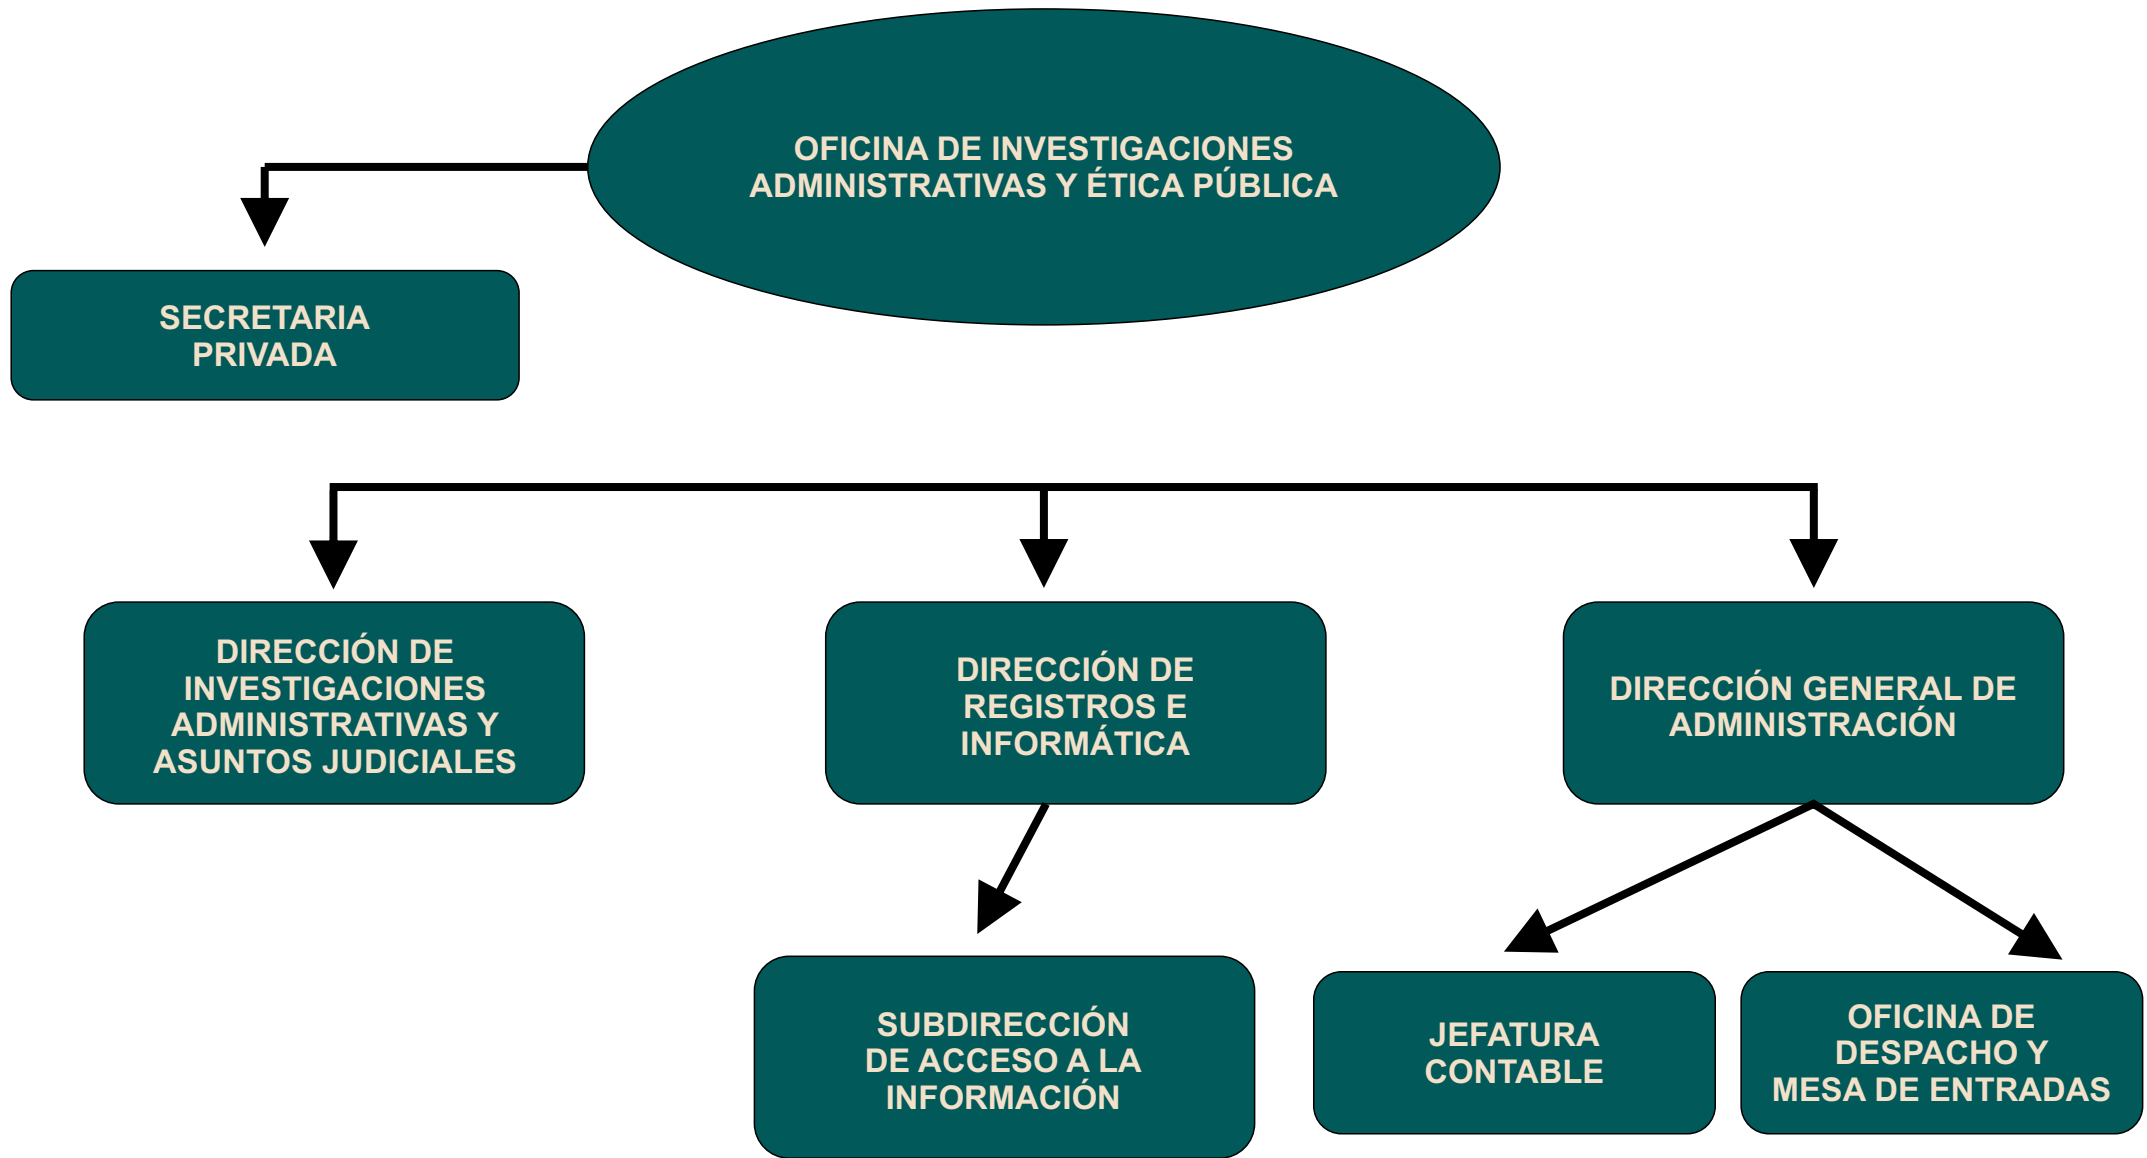 OFICINA DE INVESTIGACIONES
ADMINISTRATIVAS Y ÉTICA PÚBLICA
SECRETARIA
PRIVADA
DIRECCIÓN DE
INVESTIGACIONES
ADMINISTRATIVAS Y
ASUNTOS JUDICIALES
DIRECCIÓN DE
REGISTROS E
INFORMÁTICA
DIRECCIÓN GENERAL DE
ADMINISTRACIÓN
SUBDIRECCIÓN
DE ACCESO A LA
INFORMACIÓN
JEFATURA
CONTABLE
OFICINA DE
DESPACHO Y
MESA DE ENTRADAS